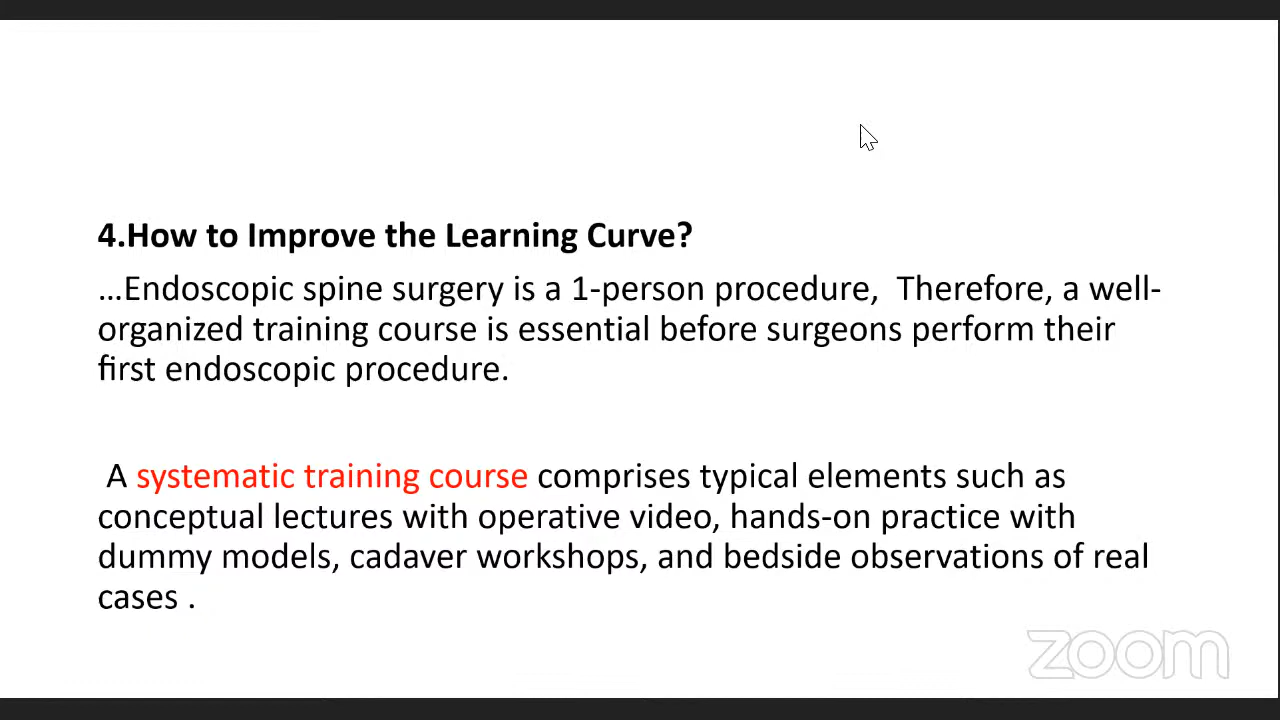 4.How to Improve the Learning Curve?
…Endoscopic spine surgery is a 1-person procedure,  Therefore, a well-
organized training course is essential before surgeons perform their
first endoscopic procedure.
A systematic training course comprises typical elements such as
conceptual lectures with operative video, hands-on practice with
dummy models, cadaver workshops, and bedside observations of real
cases .
zoom